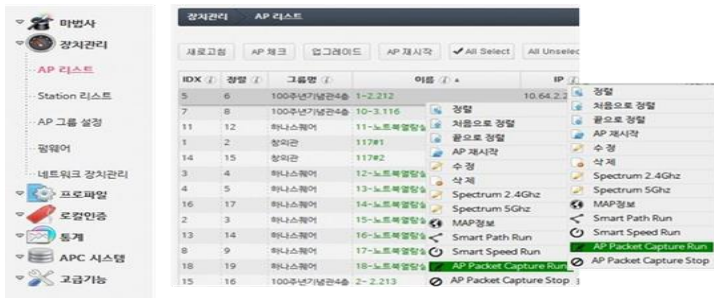 마법사
장치관리
AP 리스트
Station 리스트
AP 그룹 설정
펌웨어
네트워크 장치관리
프로파일
로컬인증
통계
APC 시스템
고급기능
장치관리 AP 리스트
새로고침 AP 체크 업그레이드 AP 재시작 All Select All Unselec
IDX 정렬 그룹명 이름 IP
5 6 100주년기념관4층 1-2.212 10.64.2.2
7 8 100주년기념관4층 10-3.116
11 12 하나스퀘어 11-노트북열람실
1 2 창의관 117#1
14 15 창의관 117#2
3 4 하나스퀘어 12-노트북열람실
4 5 하나스퀘어 13-노트북열람실
16 17 하나스퀘어 14-노트북열람실
2 3 하나스퀘어 15-노트북열람실
13 14 하나스퀘어 16-노트북열람실
8 9 하나스퀘어 17-노트북열람실
18 19 하나스퀘어 18-노트북열람실
15 16 100주년기념관4층 2-2.213
정렬
처음으로 정렬
끝으로 정렬
AP 재시작
수 정
삭 제
Spectrum 2.4Ghz
Spectrum 5Ghz
MAP정보
Smart Path Run
Smart Speed Run
AP Packet Capture Run
AP Packet Capture Stop
정렬
처음으로 정렬
끝으로 정렬
AP 재시작
수 정
삭 제
Spectrum 2.4Ghz
Spectrum 5Ghz
MAP정보
Smart Path Run
Smart Speed Run
AP Packet Capture Run
AP Packet Capture Stop